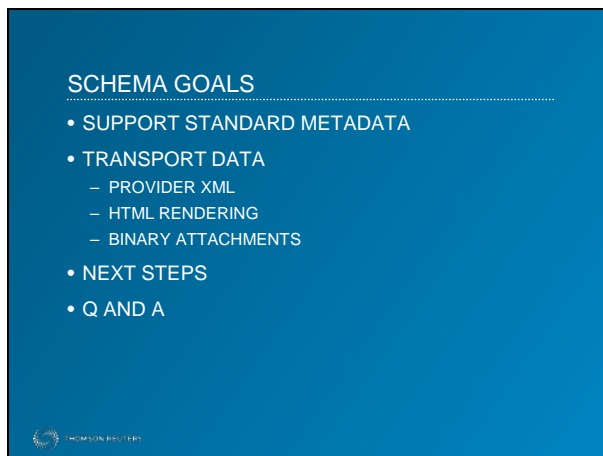 SCHEMA GOALS
• SUPPORT STANDARD METADATA
• TRANSPORT DATA
– PROVIDER XML
– HTML RENDERING
– BINARY ATTACHMENTS
• NEXT STEPS
• Q AND A
THOMSON REUTERS